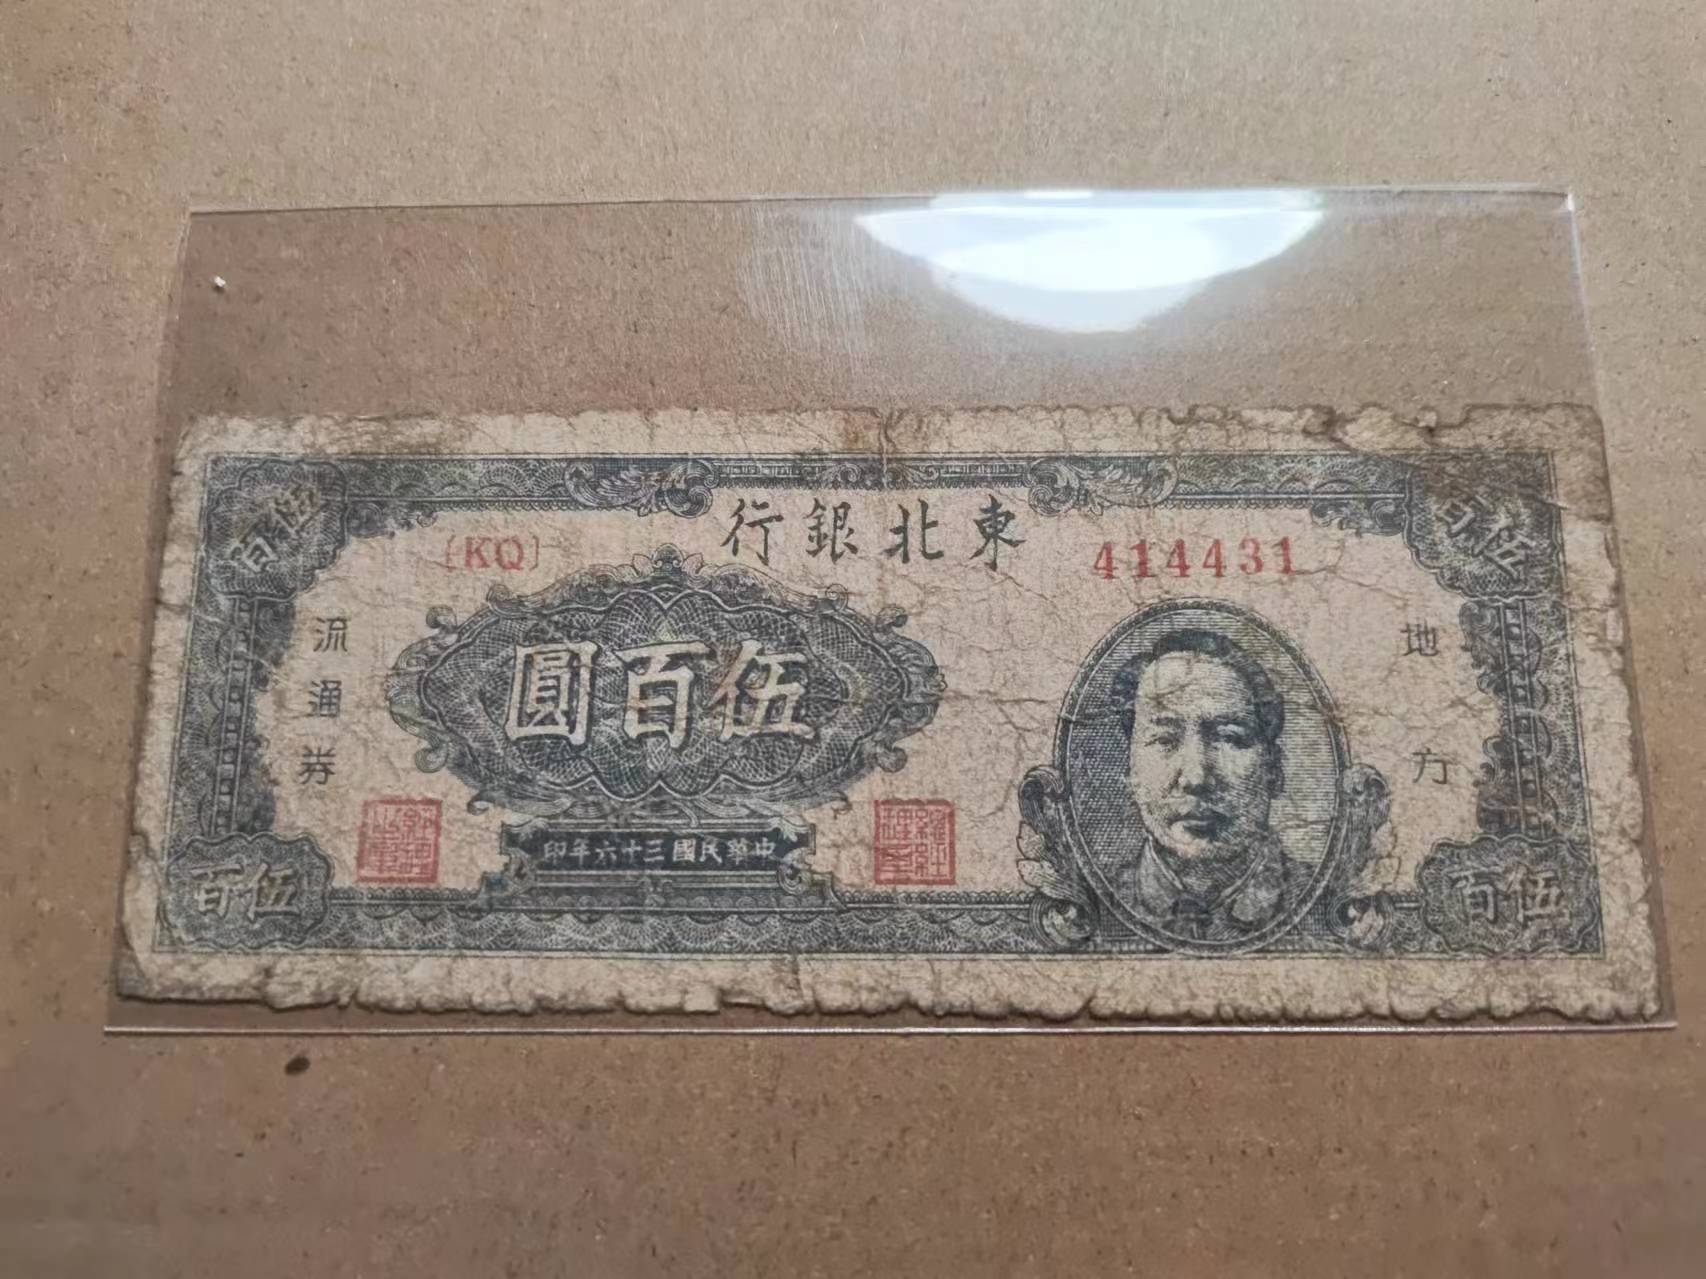 東北銀行
〔KQ〕
414431
伍百
伍百
伍百圓
地方
流通券
中華民國三十六年印
伍百
伍百